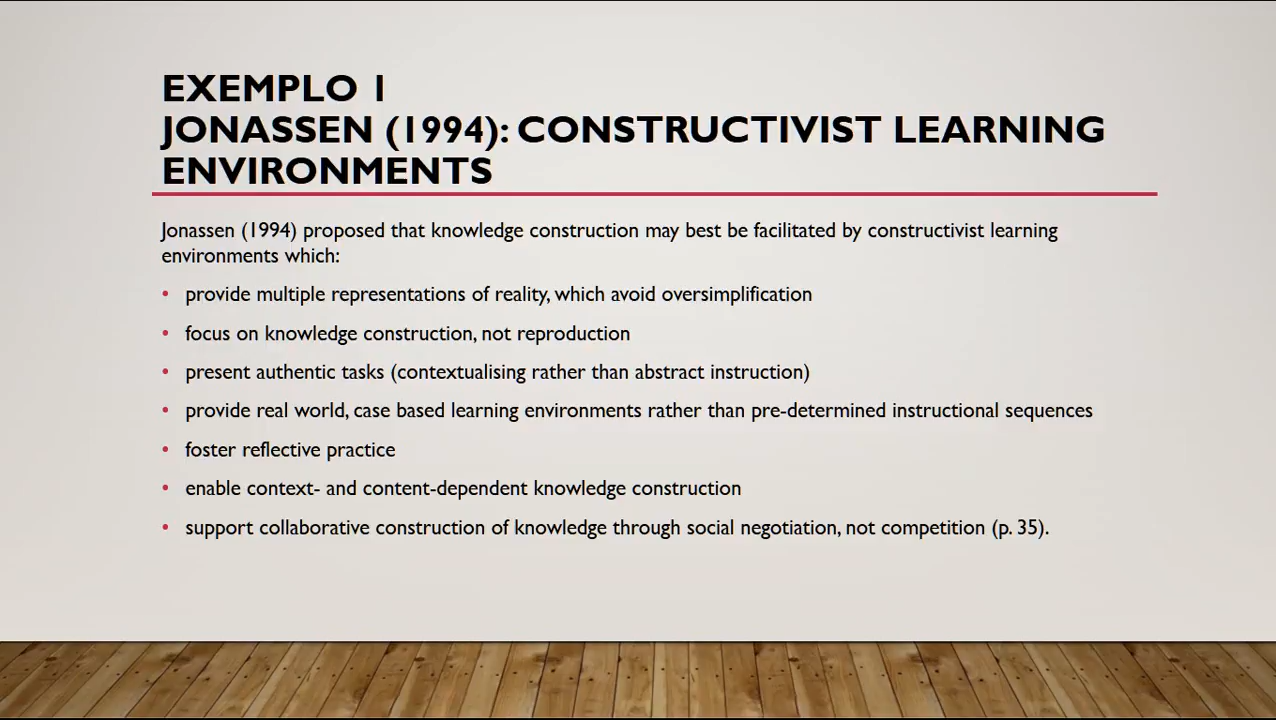 EXEMPLO 1
JONASSEN (1994): CONSTRUCTIVIST LEARNING
ENVIRONMENTS
Jonassen (1994) proposed that knowledge construction may best be facilitated by constructivist learning
environments which:
• provide multiple representations of reality, which avoid oversimplification
• focus on knowledge construction, not reproduction
• present authentic tasks (contextualising rather than abstract instruction)
• provide real world, case based learning environments rather than pre-determined instructional sequences
• foster reflective practice
• enable context- and content-dependent knowledge construction
• support collaborative construction of knowledge through social negotiation, not competition (p. 35).